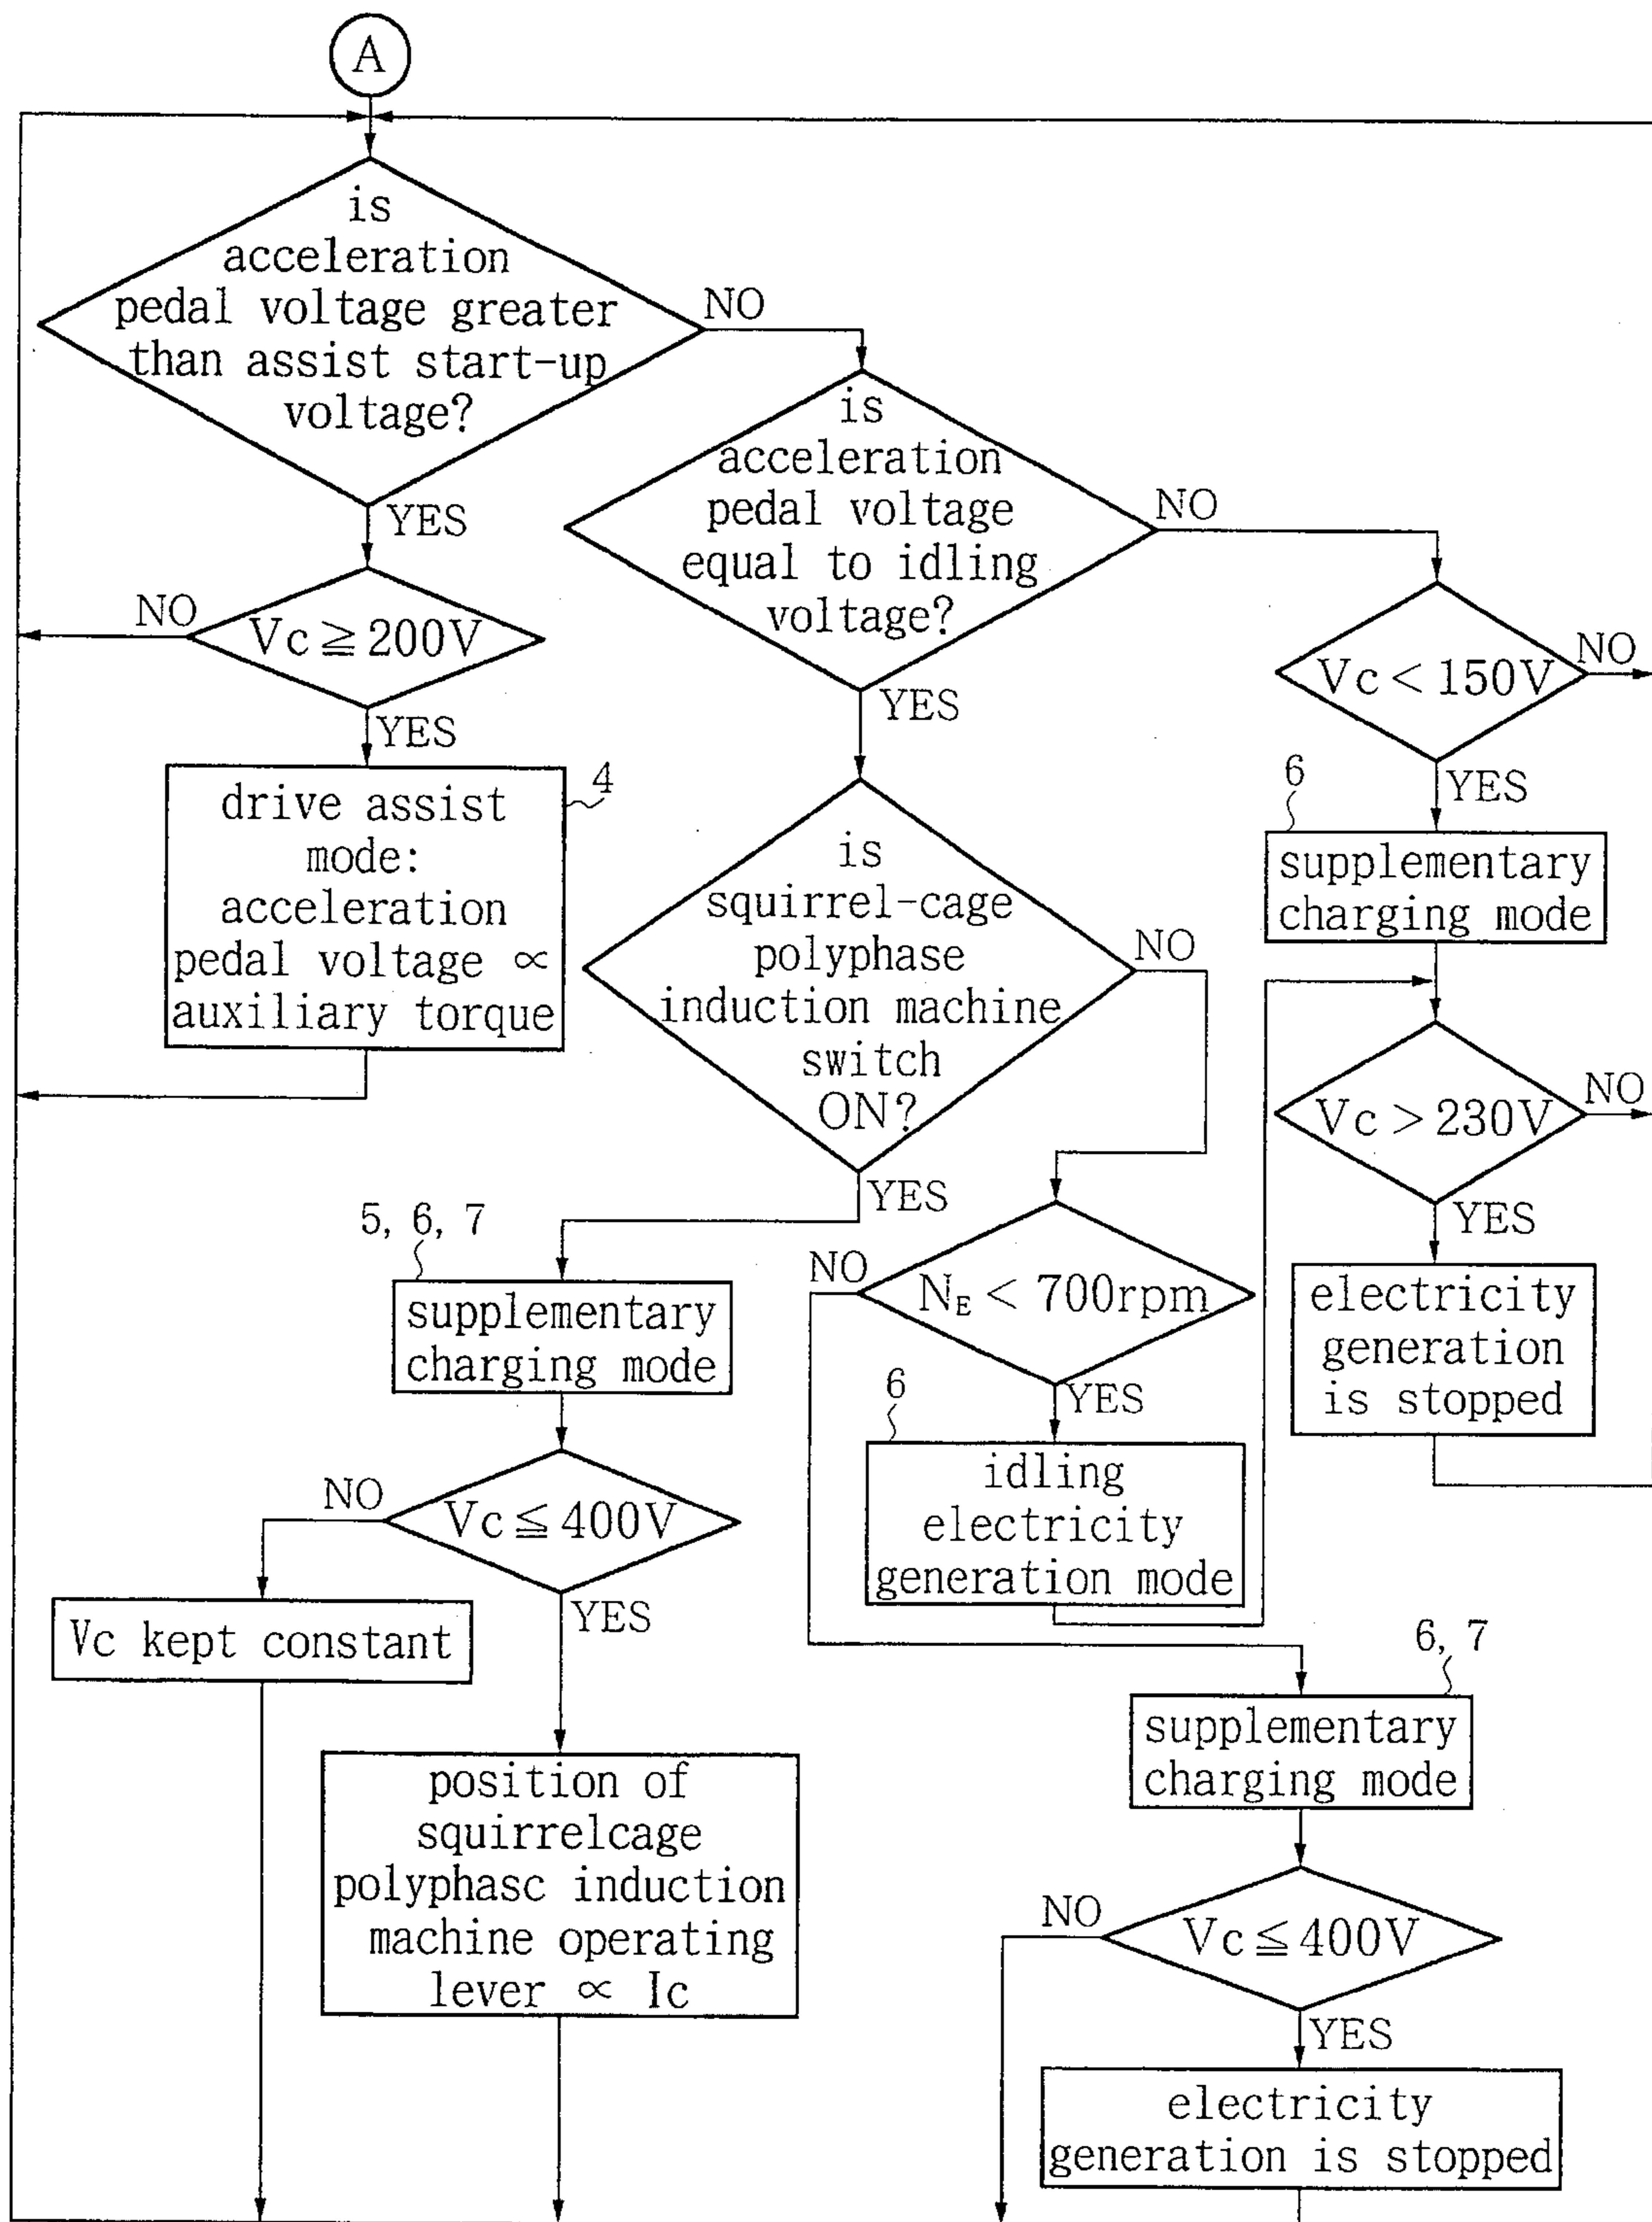 A
is
acceleration
pedal voltage greater
than assist start-up
voltage?
NO
YES
is
acceleration
pedal voltage
equal to idling
voltage?
NO
YES
NO
Vc ≧ 200V
YES
Vc < 150V
NO
YES
4
drive assist
mode:
acceleration
pedal voltage ∝
auxiliary torque
6
supplementary
charging mode
is
squirrel-cage
polyphase
induction machine
switch
ON?
NO
YES
Vc > 230V
NO
YES
electricity
generation
is stopped
5, 6, 7
supplementary
charging mode
NO
N_E < 700rpm
YES
6
idling
electricity
generation mode
NO
Vc ≦ 400V
YES
Vc kept constant
position of
squirrelcage
polyphasc induction
machine operating
lever ∝ Ic
6, 7
supplementary
charging mode
NO
Vc ≦ 400V
YES
electricity
generation is stopped